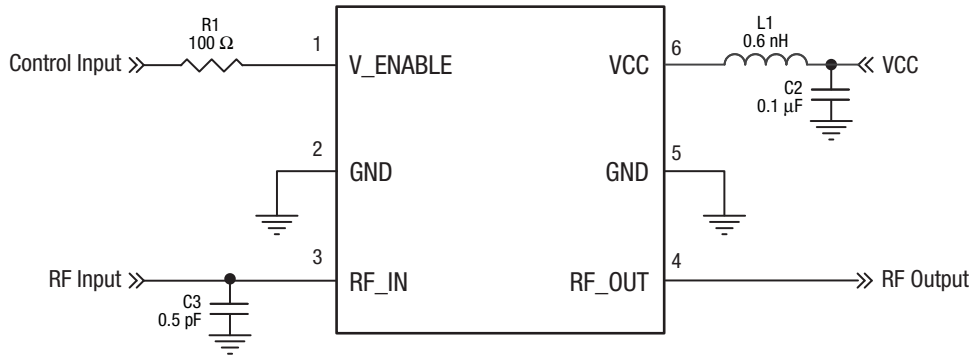 R1
100 Ω
Control Input
1
V_ENABLE
VCC
6
L1
0.6 nH
VCC
C2
0.1 μF
2
GND
GND
5
RF Input
3
RF_IN
RF_OUT
4
RF Output
C3
0.5 pF